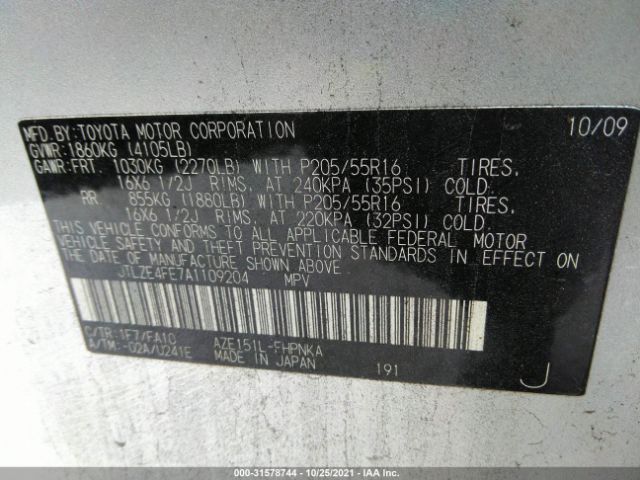 MFD.BY:TOYOTA MOTOR CORPORATION 10/09
GVWR:1860KG (4105LB)
GAWR:FRT. 1030KG (2270LB) WITH P205/55R16 TIRES,
16X6 1/2J RIMS. AT 240KPA (35PSI) COLD.
RR 855KG (1880LB) WITH P205/55R16 TIRES,
16X6 1/2J RIMS. AT 220KPA (32PSI) COLD.
THIS VEHICLE CONFORMS TO ALL APPLICABLE FEDERAL MOTOR
VEHICLE SAFETY AND THEFT PREVENTION STANDARDS IN EFFECT ON
THE DATE OF MANUFACTURE SHOWN ABOVE.
JTLZE4FE7A1109204 MPV
C/TR:1F7/FA10 AZE151L-FHPNKA
A/TM:-02A/U241E MADE IN JAPAN 191
J
000-31578744 - 10/25/2021 - IAA Inc.